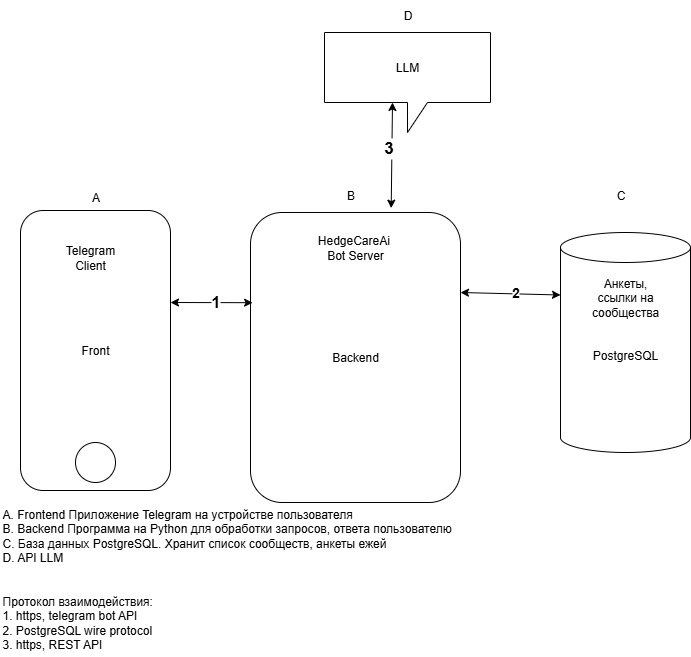 D
LLM
3
A
B
C
Telegram
Client
HedgeCareAi
Bot Server
Анкеты,
ссылки на
сообщества
1
2
Front
Backend
PostgreSQL
A. Frontend Приложение Telegram на устройстве пользователя
B. Backend Программа на Python для обработки запросов, ответа пользователю
C. База данных PostgreSQL. Хранит список сообществ, анкеты ежей
D. API LLM
Протокол взаимодействия:
1. https, telegram bot API
2. PostgreSQL wire protocol
3. https, REST API